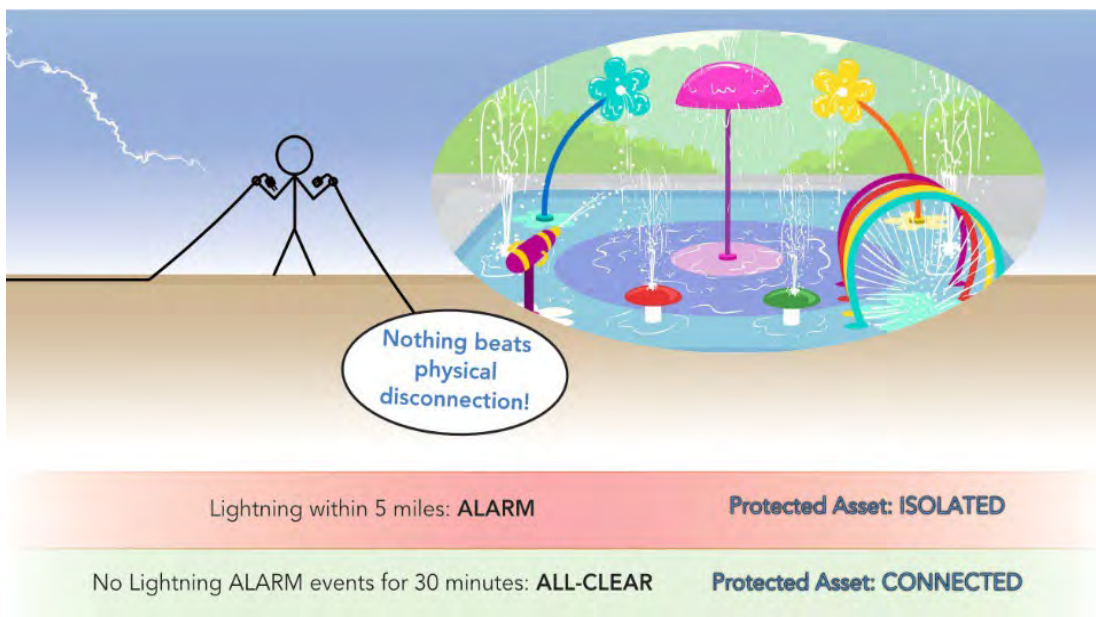 Nothing beats
physical
disconnection!
Lightning within 5 miles: ALARM
Protected Asset: ISOLATED
No Lightning ALARM events for 30 minutes: ALL-CLEAR
Protected Asset: CONNECTED